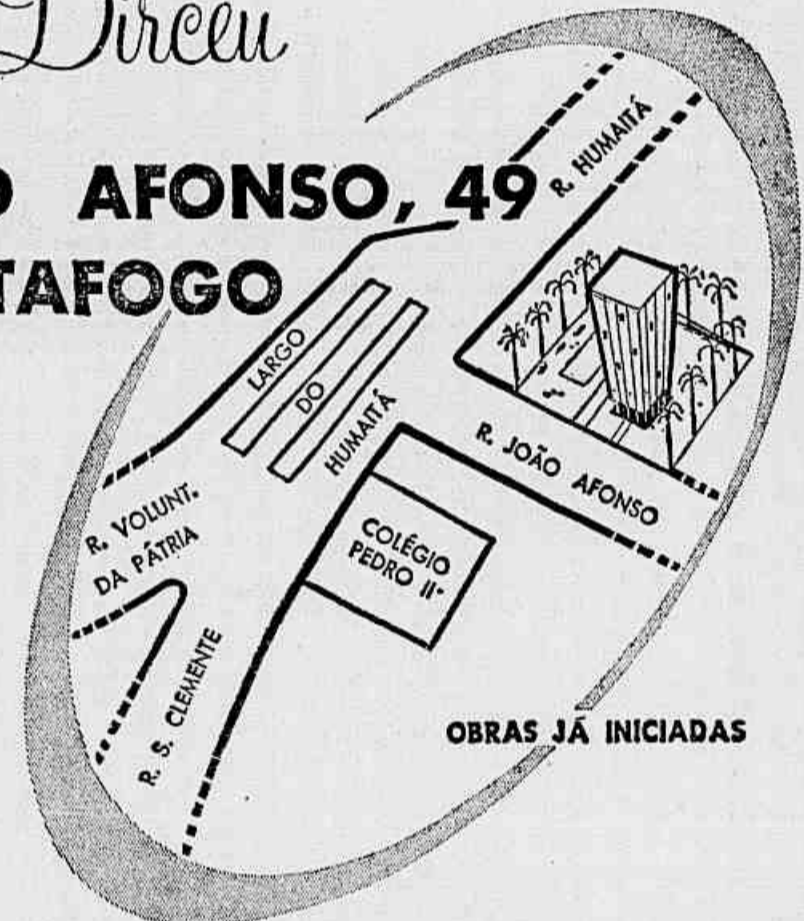 Dirceu
O AFONSO, 49
TAFOGO
R. HUMAITÁ
LARGO
DO
HUMAITÁ
R. JOÃO AFONSO
R. VOLUNT.
DA PÁTRIA
COLÉGIO
PEDRO II"
R. S. CLEMENTE
OBRAS JÁ INICIADAS